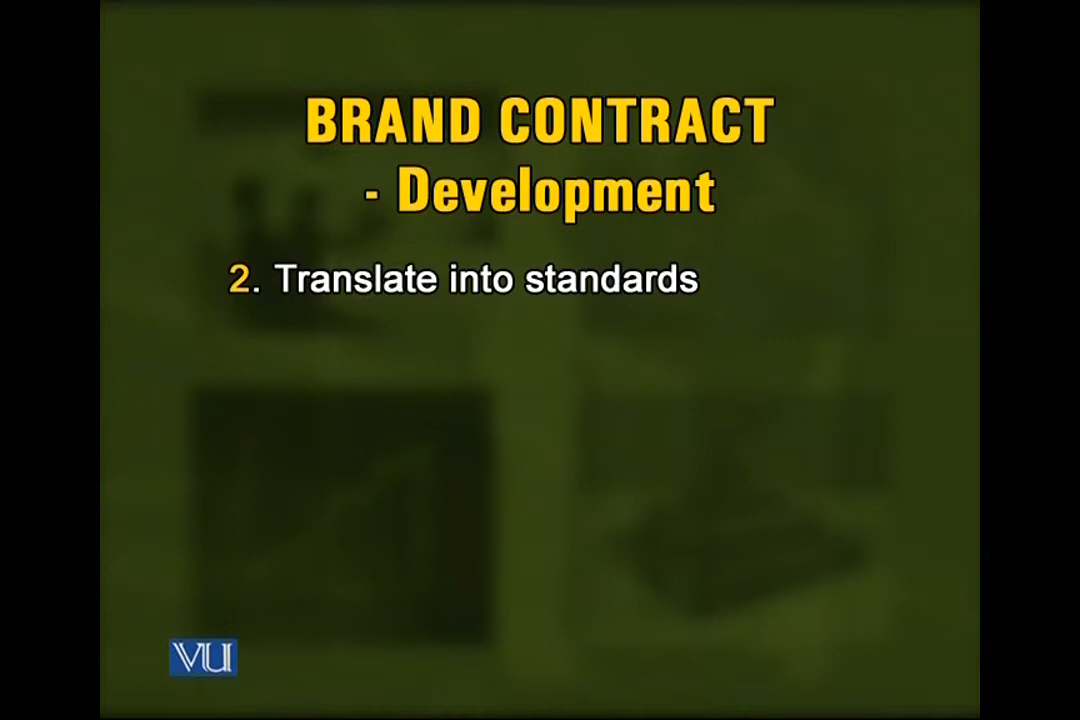 BRAND CONTRACT
- Development
2. Translate into standards
VU